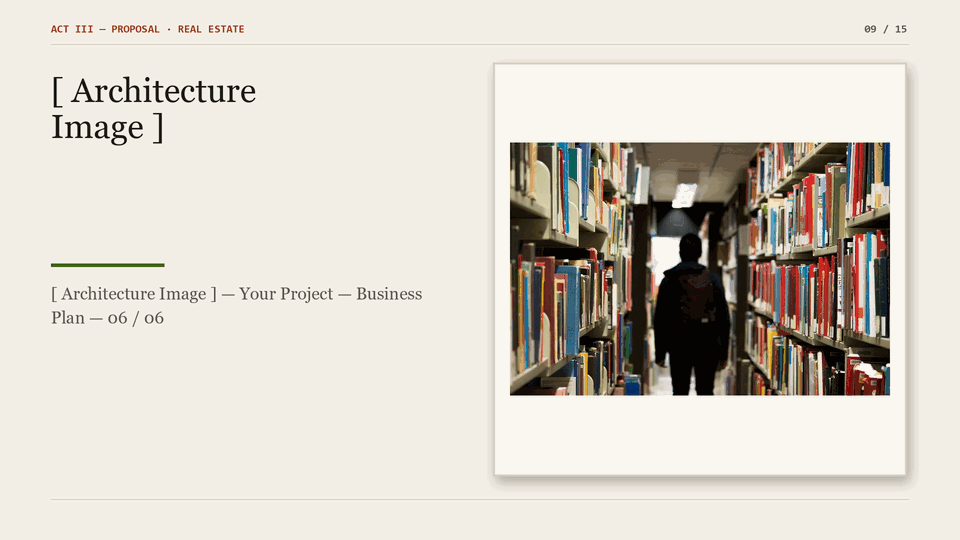 ACT III — PROPOSAL · REAL ESTATE
09 / 15
[ Architecture
Image ]
[ Architecture Image ] — Your Project — Business
Plan — 06 / 06